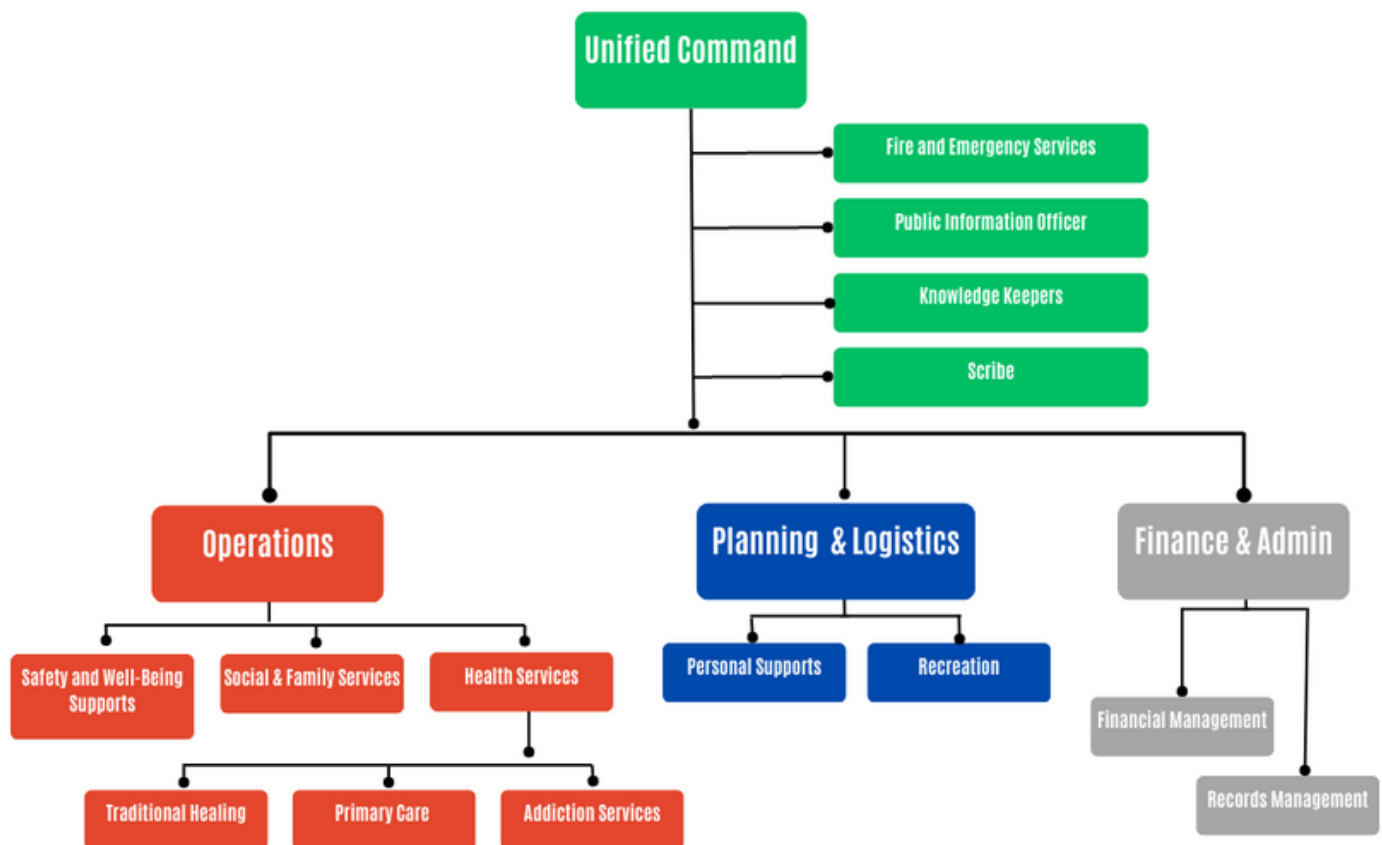 Unified Command
Fire and Emergency Services
Public Information Officer
Knowledge Keepers
Scribe
Operations
Planning & Logistics
Finance & Admin
Safety and Well-Being
Supports
Social & Family Services
Health Services
Personal Supports
Recreation
Financial Management
Records Management
Traditional Healing
Primary Care
Addiction Services